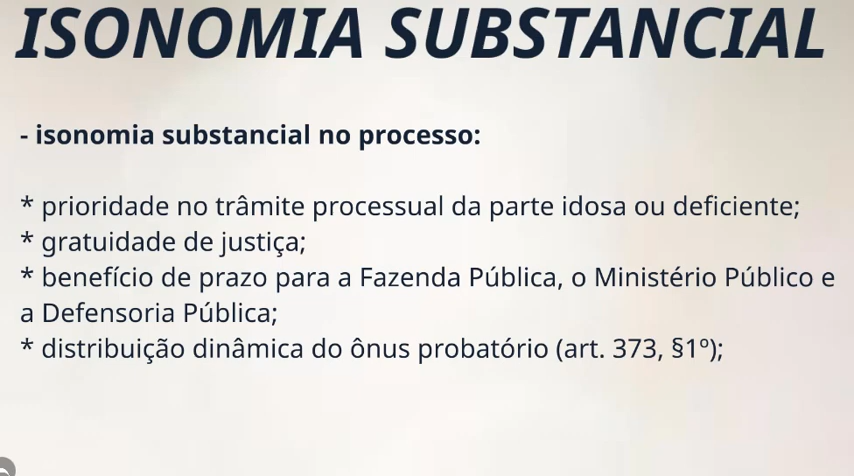 ISONOMIA SUBSTANCIAL
- isonomia substancial no processo:
* prioridade no trâmite processual da parte idosa ou deficiente;
* gratuidade de justiça;
* benefício de prazo para a Fazenda Pública, o Ministério Público e
a Defensoria Pública;
* distribuição dinâmica do ônus probatório (art. 373, §1º);